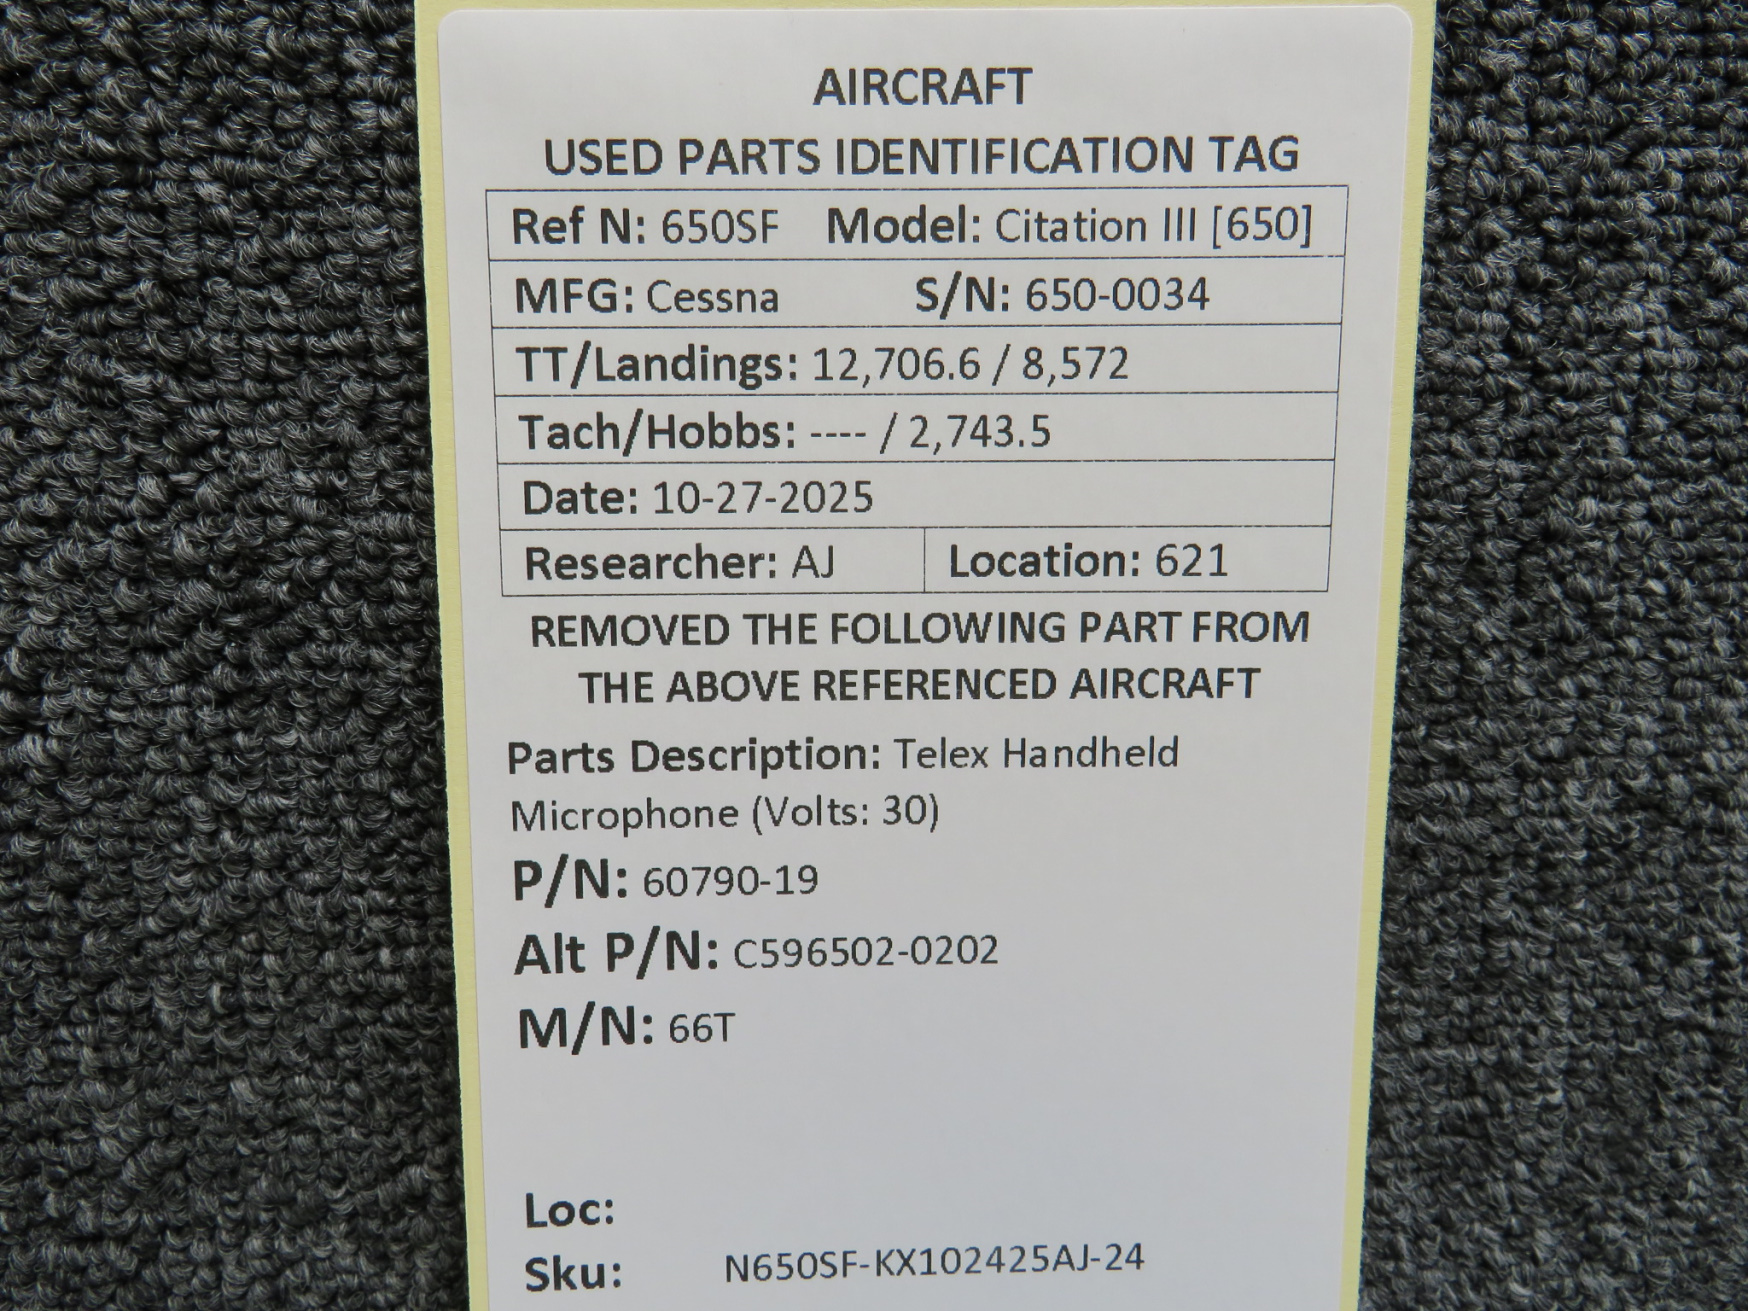 AIRCRAFT
USED PARTS IDENTIFICATION TAG
Ref N: 650SF Model: Citation III [650]
MFG: Cessna S/N: 650-0034
TT/Landings: 12,706.6 / 8,572
Tach/Hobbs: ---- / 2,743.5
Date: 10-27-2025
Researcher: AJ Location: 621
REMOVED THE FOLLOWING PART FROM
THE ABOVE REFERENCED AIRCRAFT
Parts Description: Telex Handheld
Microphone (Volts: 30)
P/N: 60790-19
Alt P/N: C596502-0202
M/N: 66T
Loc:
Sku: N650SF-KX102425AJ-24